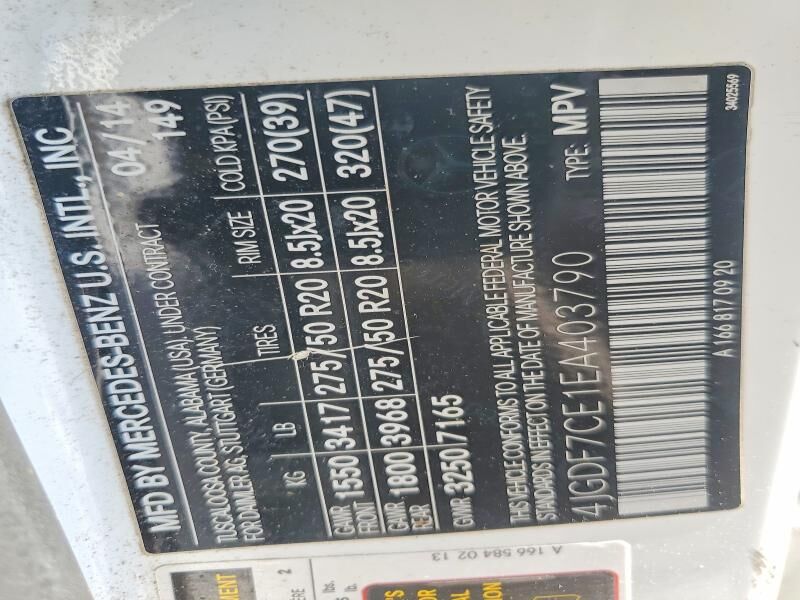 MFD BY MERCEDES-BENZ U.S. INTL., INC
TUSCALOOSA COUNTY, ALABAMA (USA), UNDER CONTRACT 04/14
FOR DAIMLER AG, STUTTGART (GERMANY) 149
KG LB TIRES RIM SIZE COLD KPA (PSI)
GAWR FRONT 1550 3417 275/50 R20 8.5Jx20 270(39)
GAWR REAR 1800 3968 275/50 R20 8.5Jx20 320(47)
GVWR 3250 7165
THIS VEHICLE CONFORMS TO ALL APPLICABLE FEDERAL MOTOR VEHICLE SAFETY
STANDARDS IN EFFECT ON THE DATE OF MANUFACTURE SHOWN ABOVE.
4JGDF7CE1EA403790 TYPE: MPV
A 166 817 09 20 34025569
A 166 584 02 13
2
lbs.
lb.